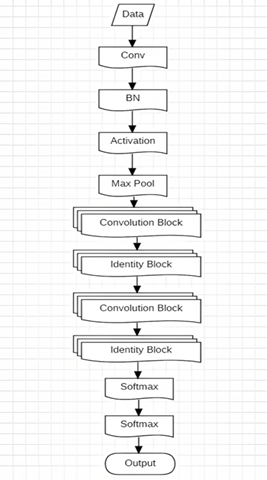 Data
Conv
BN
Activation
Max Pool
Convolution Block
Identity Block
Convolution Block
Identity Block
Softmax
Softmax
Output